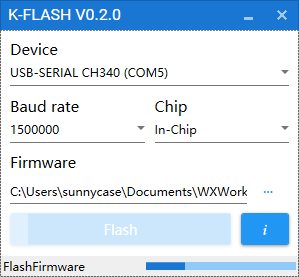 K-FLASH V0.2.0
Device
USB-SERIAL CH340 (COM5)
Baud rate
Chip
1500000
In-Chip
Firmware
C:\Users\sunnycase\Documents\WXWork
...
Flash
i
FlashFirmware